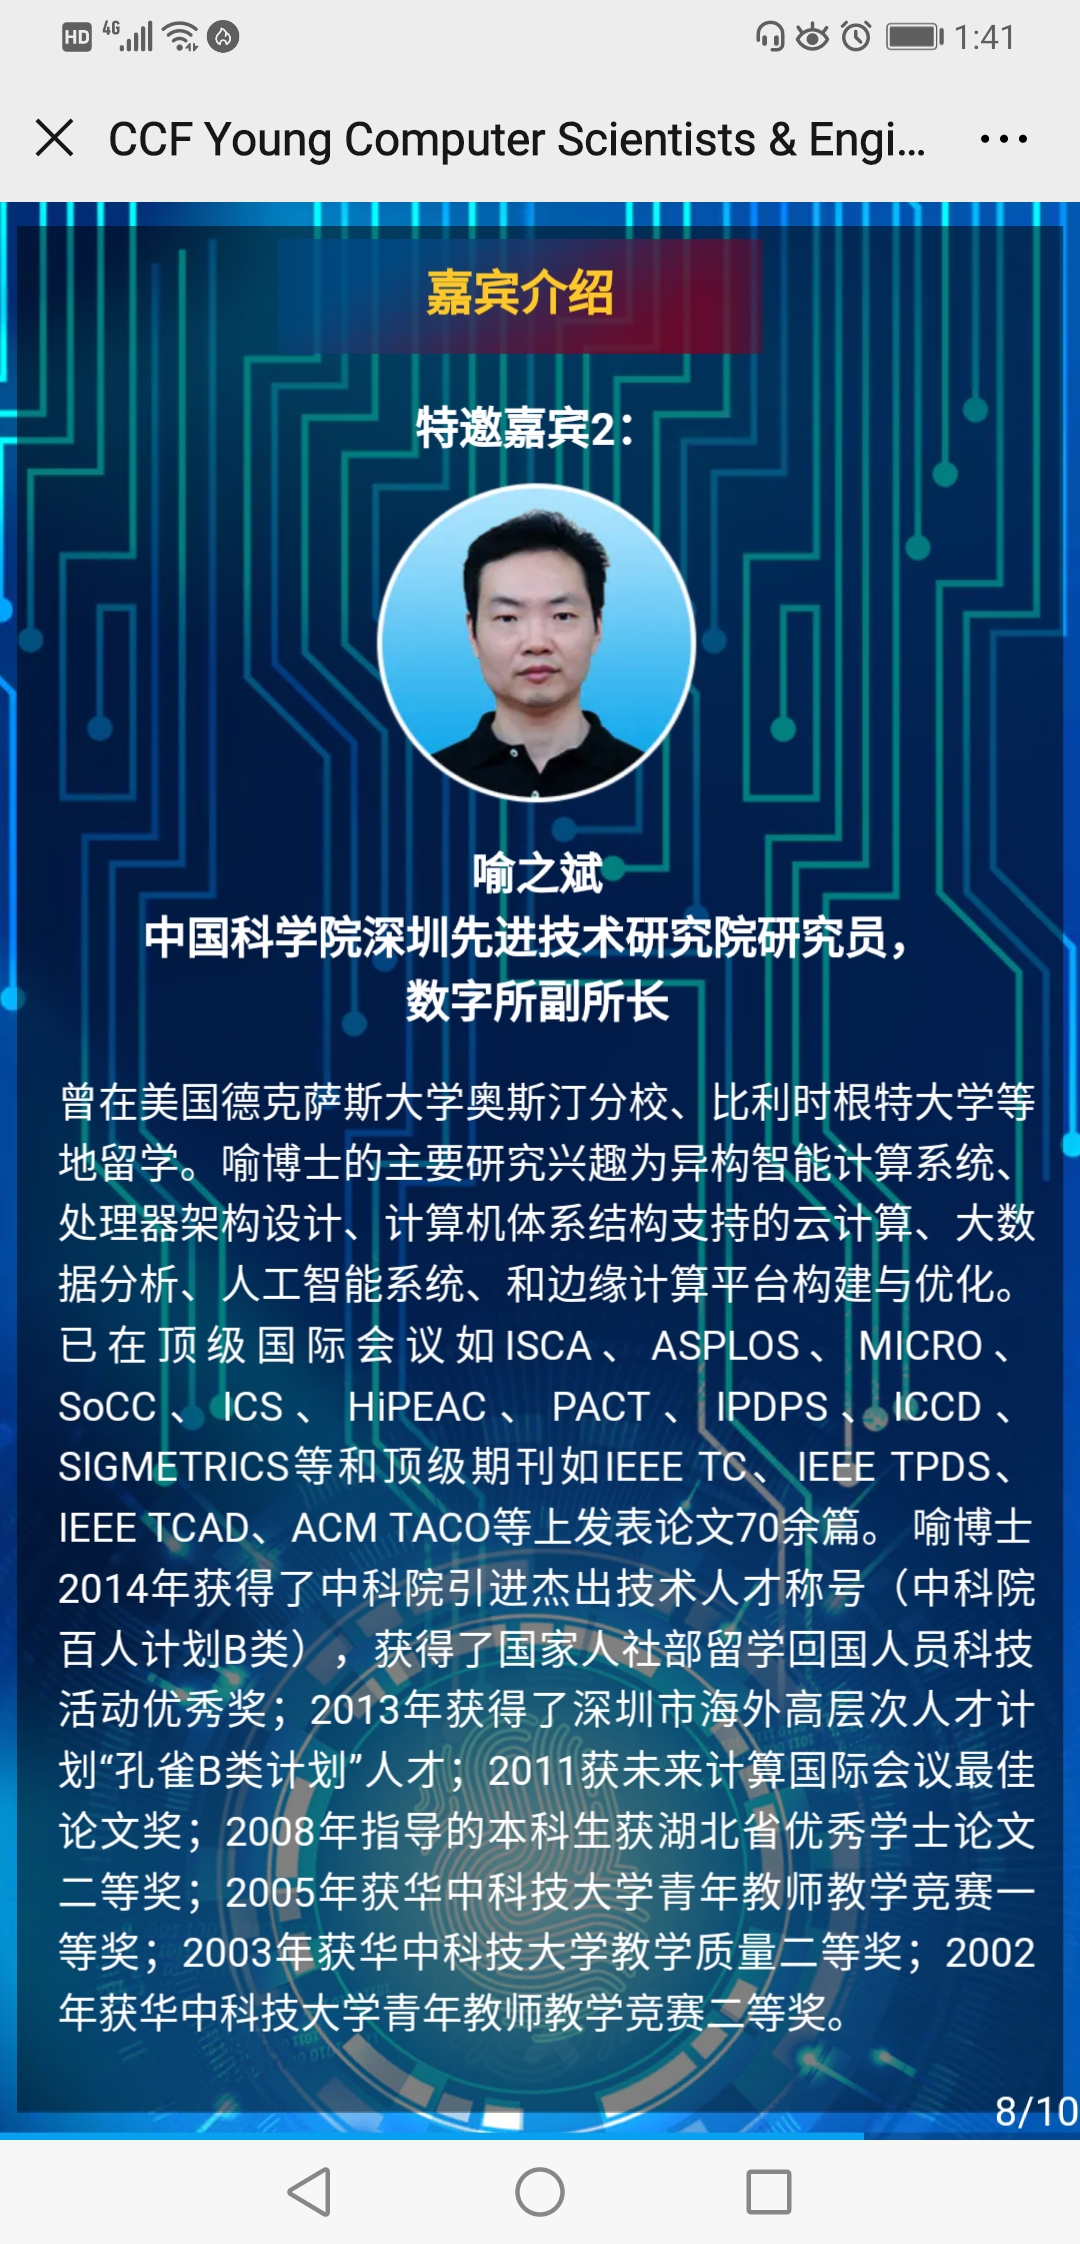 HD 4G 1:41
CCF Young Computer Scientists & Engi...
嘉宾介绍
特邀嘉宾2：
喻之斌
中国科学院深圳先进技术研究院研究员，
数字所副所长
曾在美国德克萨斯大学奥斯汀分校、比利时根特大学等
地留学。喻博士的主要研究兴趣为异构智能计算系统、
处理器架构设计、计算机体系结构支持的云计算、大数
据分析、人工智能系统、和边缘计算平台构建与优化。
已在顶级国际会议如ISCA、ASPLOS、MICRO、
SoCC、ICS、HiPEAC、PACT、IPDPS、ICCD、
SIGMETRICS等和顶级期刊如IEEE TC、IEEE TPDS、
IEEE TCAD、ACM TACO等上发表论文70余篇。 喻博士
2014年获得了中科院引进杰出技术人才称号（中科院
百人计划B类），获得了国家人社部留学回国人员科技
活动优秀奖；2013年获得了深圳市海外高层次人才计
划“孔雀B类计划”人才；2011获未来计算国际会议最佳
论文奖；2008年指导的本科生获湖北省优秀学士论文
二等奖；2005年获华中科技大学青年教师教学竞赛一
等奖；2003年获华中科技大学教学质量二等奖；2002
年获华中科技大学青年教师教学竞赛二等奖。
8/10